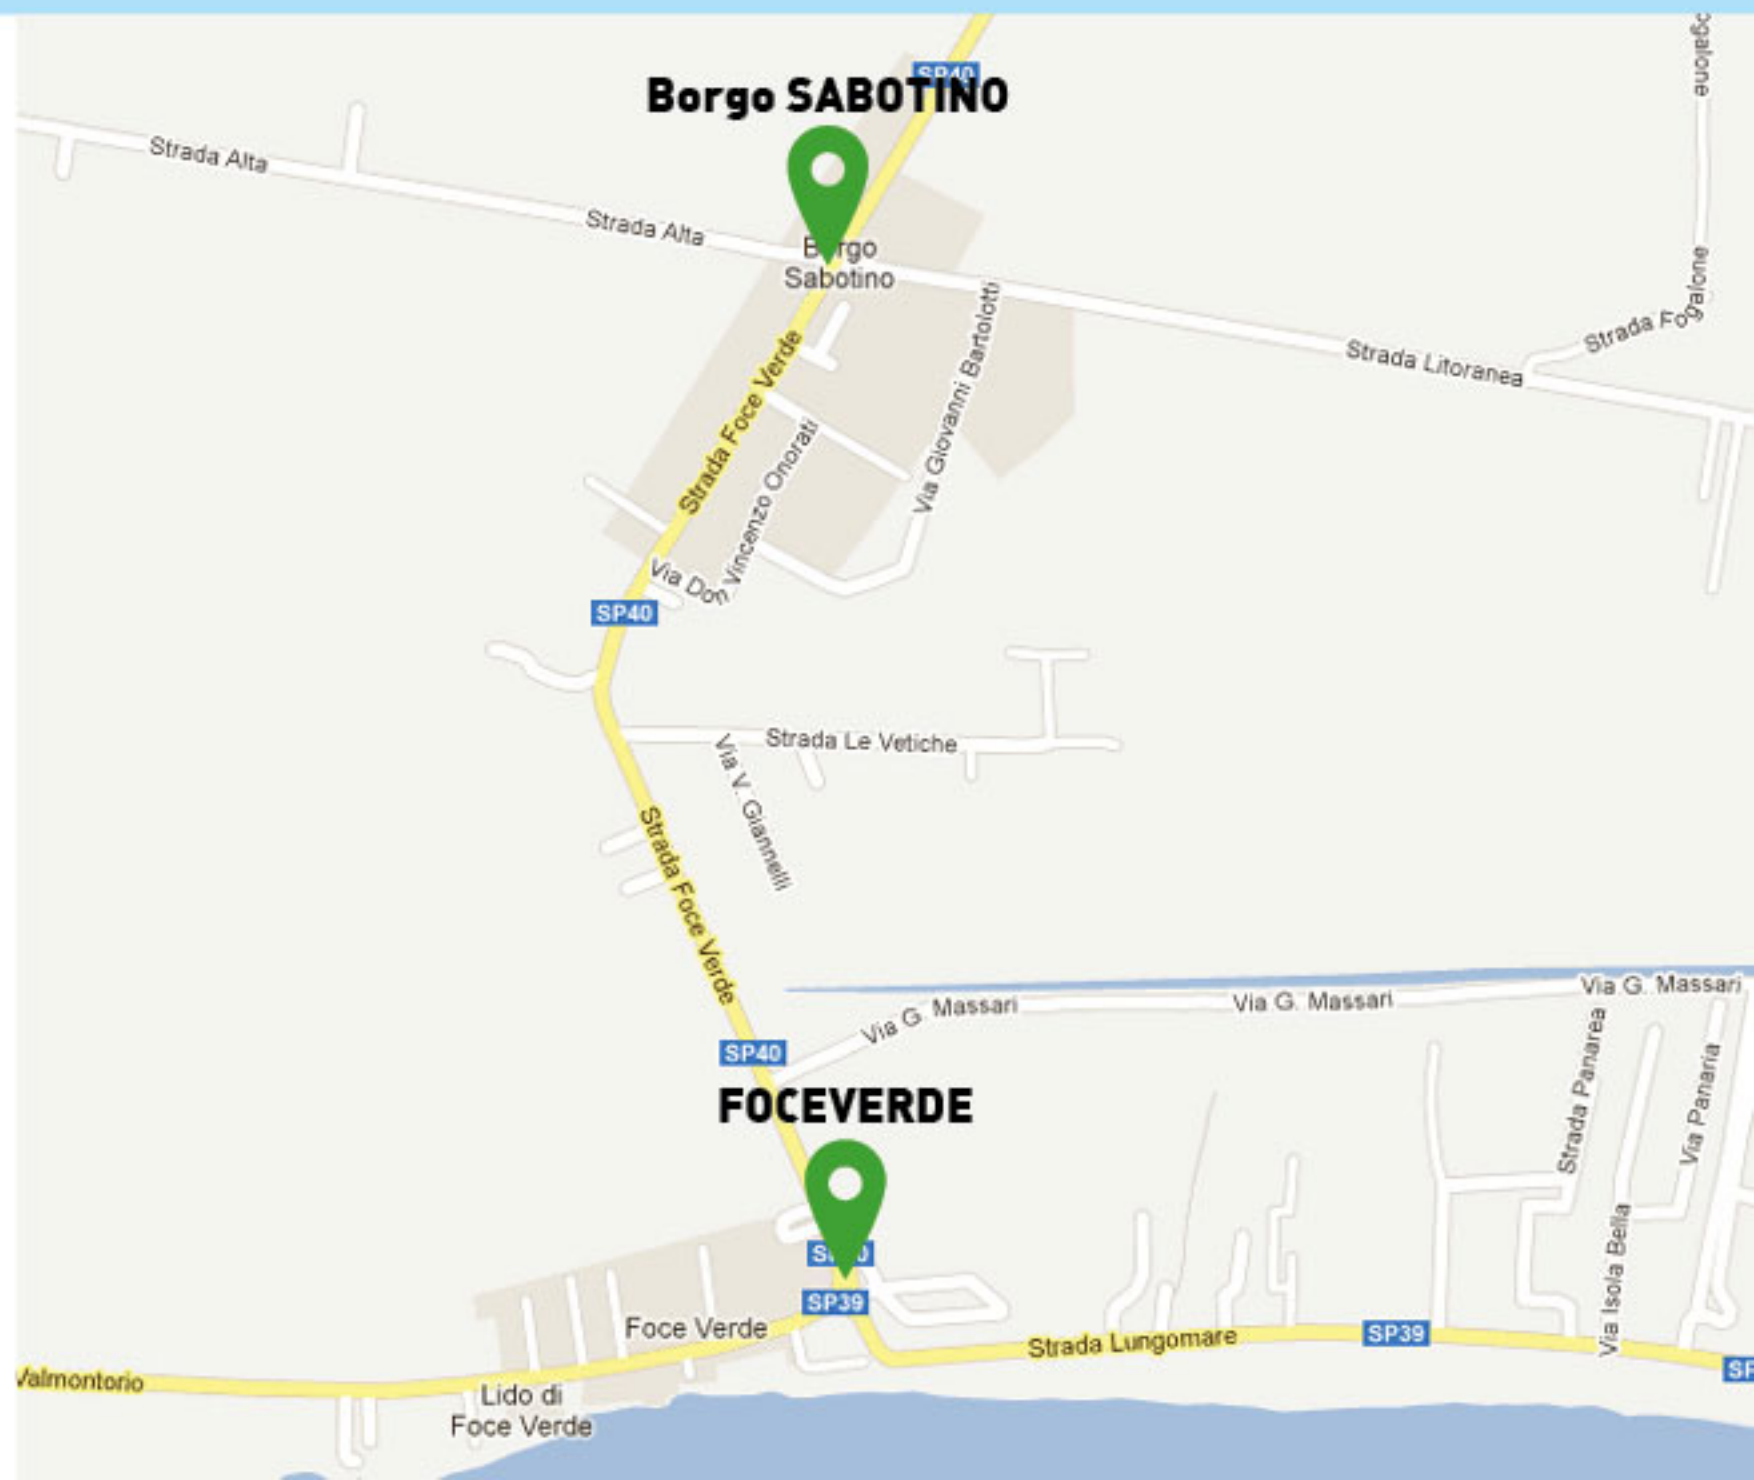 SP40
Borgo SABOTINO
Strada Alta
Strada Alta
Borgo
Sabotino
Strada Fogalone
Strada Litoranea
Via Giovanni Bartolotti
Strada Foce Verde
Via Don Vincenzo Onorati
SP40
Strada Le Vetiche
Via V. Giannelli
Strada Foce Verde
Via G. Massari
Via G. Massari
Via G. Massari
SP40
Strada Panarea
Via Panaria
FOCEVERDE
Via Isola Bella
SP39
Foce Verde
Strada Lungomare
SP39
Valmontorio
Lido di
Foce Verde